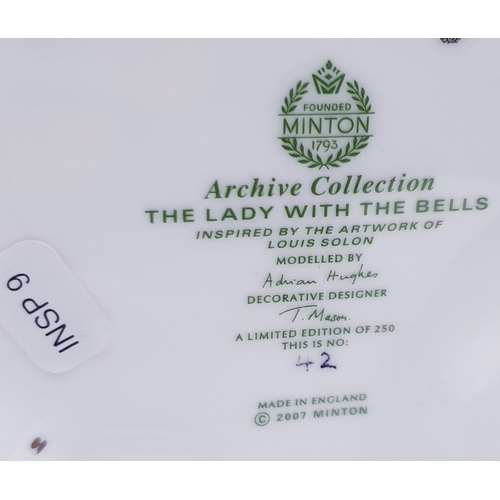 FOUNDED
MINTON
1793
Archive Collection
THE LADY WITH THE BELLS
INSPIRED BY THE ARTWORK OF
LOUIS SOLON
MODELLED BY
Adrian Hughes
DECORATIVE DESIGNER
T. Mason.
A LIMITED EDITION OF 250
THIS IS NO:
42
MADE IN ENGLAND
© 2007 MINTON
INSP 9